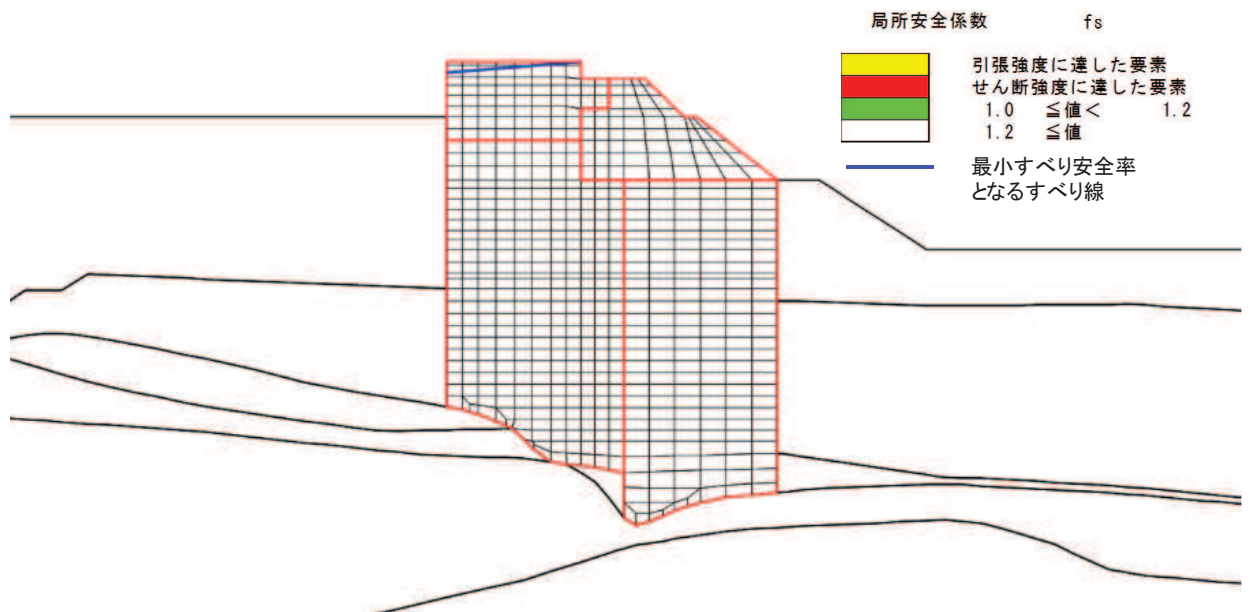 局所安全係数 fs
引張強度に達した要素
せん断強度に達した要素
1.0 ≦値< 1.2
1.2 ≦値
最小すべり安全率
となるすべり線